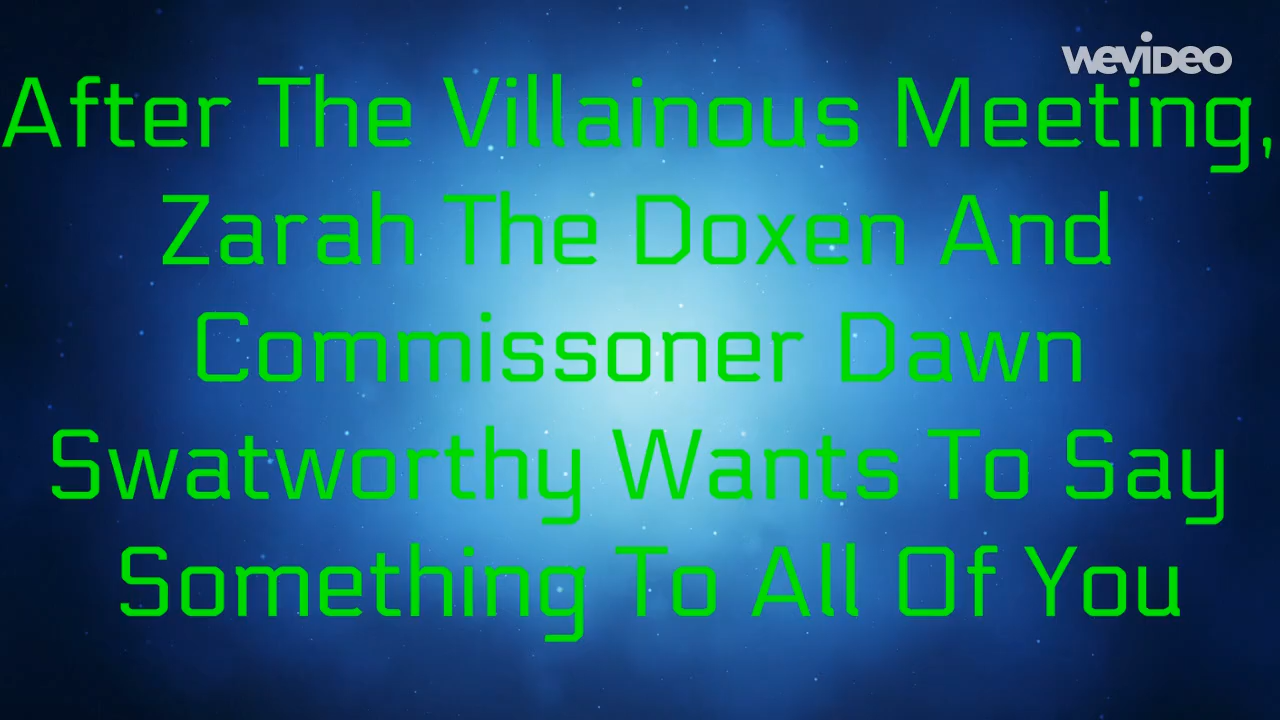 wevideo
After The Villainous Meeting,
Zarah The Doxen And
Commissoner Dawn
Swatworthy Wants To Say
Something To All Of You